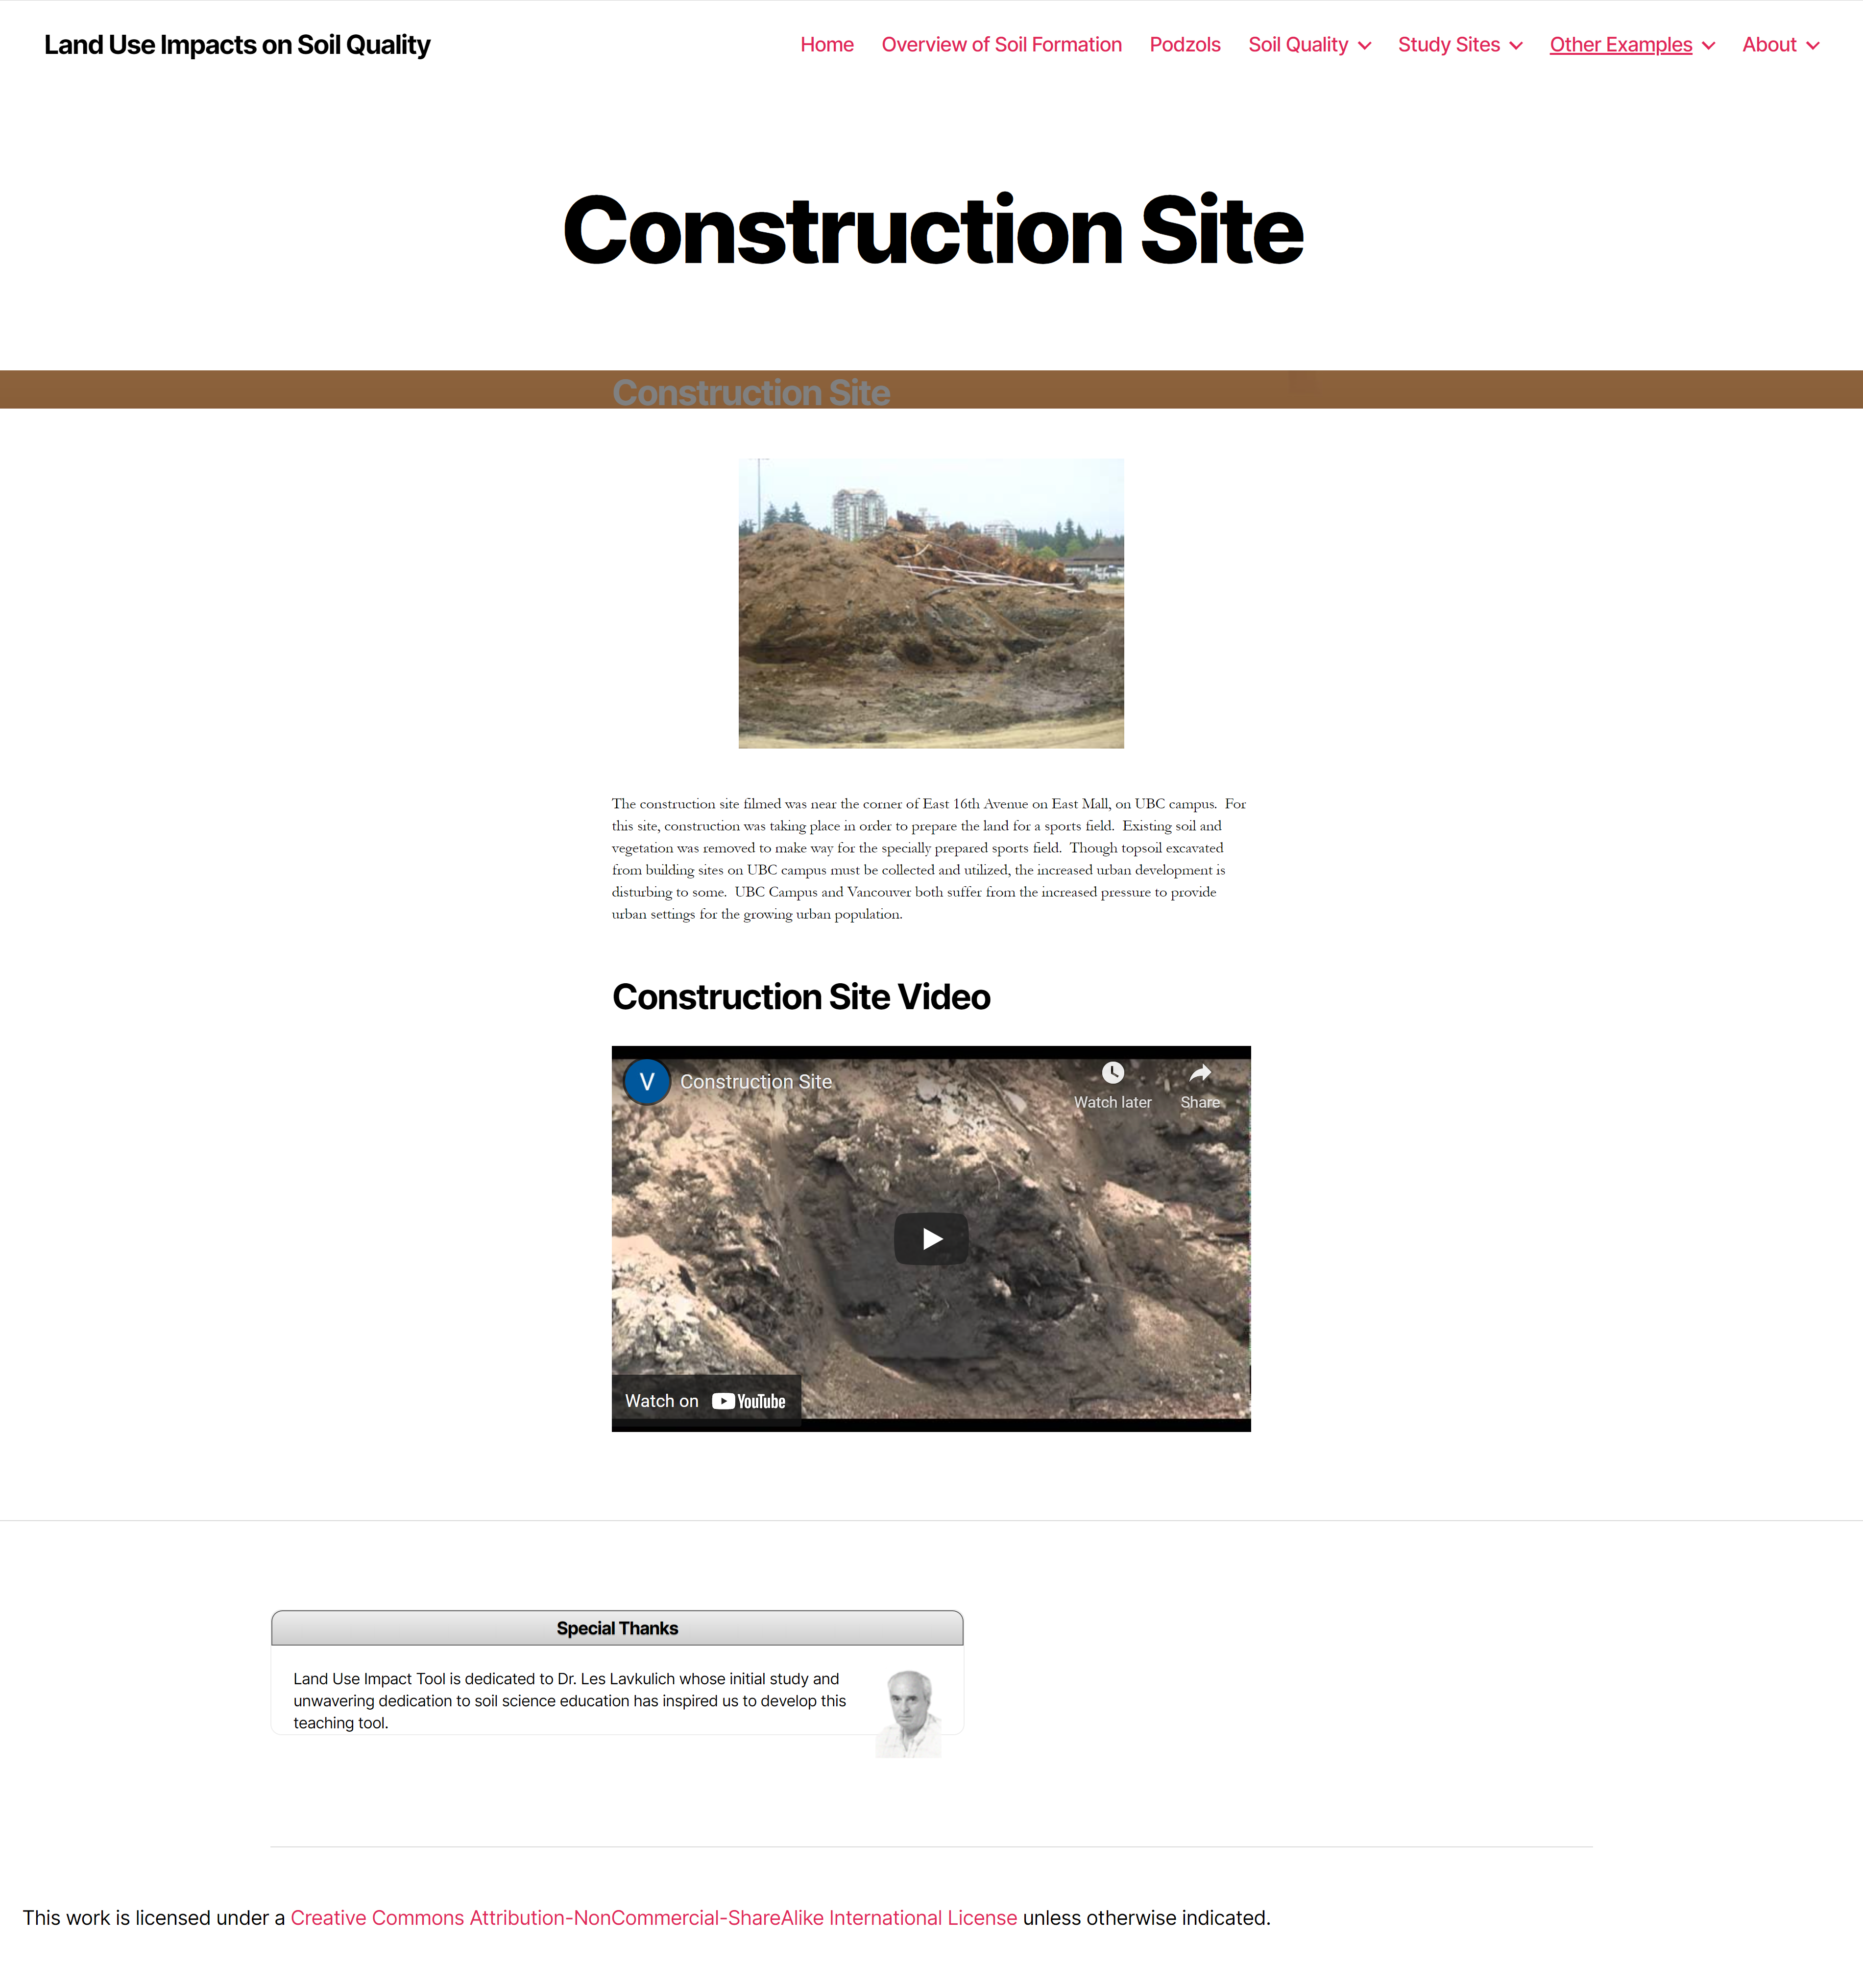 Land Use Impacts on Soil Quality
Home Overview of Soil Formation Podzols Soil Quality Study Sites Other Examples About
Construction Site
Construction Site
The construction site filmed was near the corner of East 16th Avenue on East Mall, on UBC campus.  For
this site, construction was taking place in order to prepare the land for a sports field.  Existing soil and
vegetation was removed to make way for the specially prepared sports field.  Though topsoil excavated
from building sites on UBC campus must be collected and utilized, the increased urban development is
disturbing to some.  UBC Campus and Vancouver both suffer from the increased pressure to provide
urban settings for the growing urban population.
Construction Site Video
V Construction Site
Watch later Share
Watch on YouTube
Special Thanks
Land Use Impact Tool is dedicated to Dr. Les Lavkulich whose initial study and
unwavering dedication to soil science education has inspired us to develop this
teaching tool.
This work is licensed under a Creative Commons Attribution-NonCommercial-ShareAlike International License unless otherwise indicated.